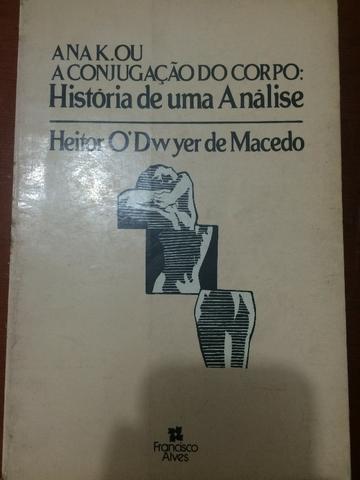 ANA K. OU
A CONJUGAÇÃO DO CORPO:
História de uma Análise
Heitor O'Dwyer de Macedo
Francisco
Alves